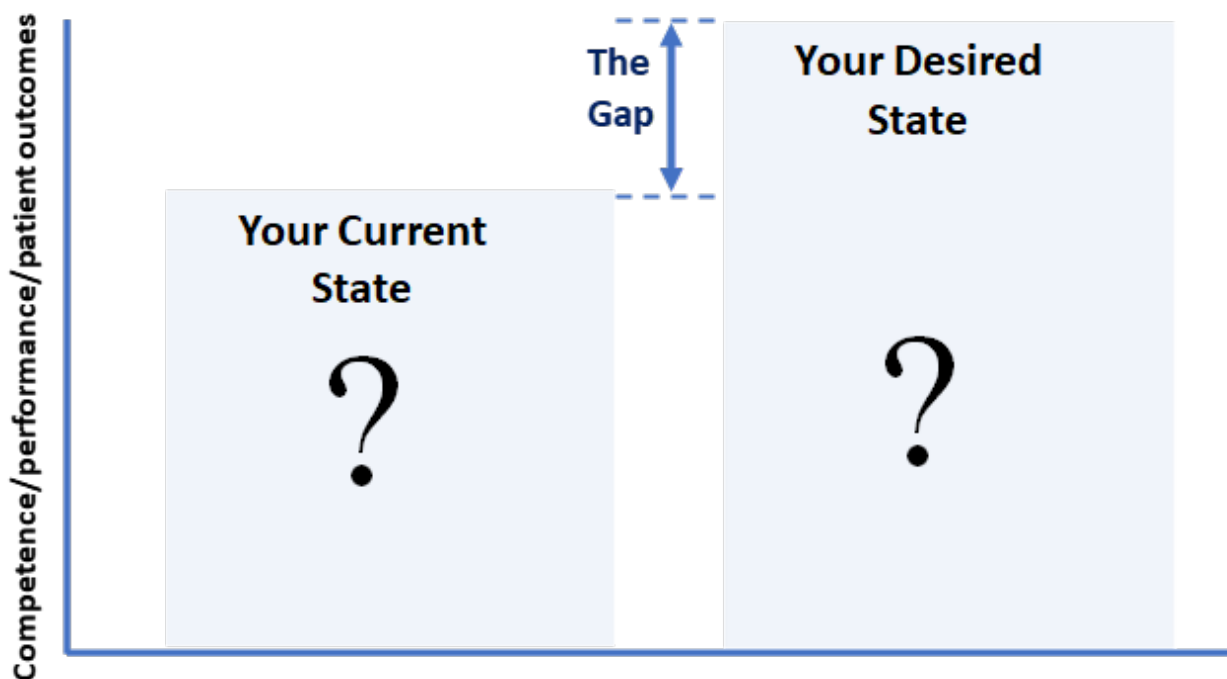 Competence/performance/patient outcomes
The
Gap
Your Desired
State
Your Current
State
?
?